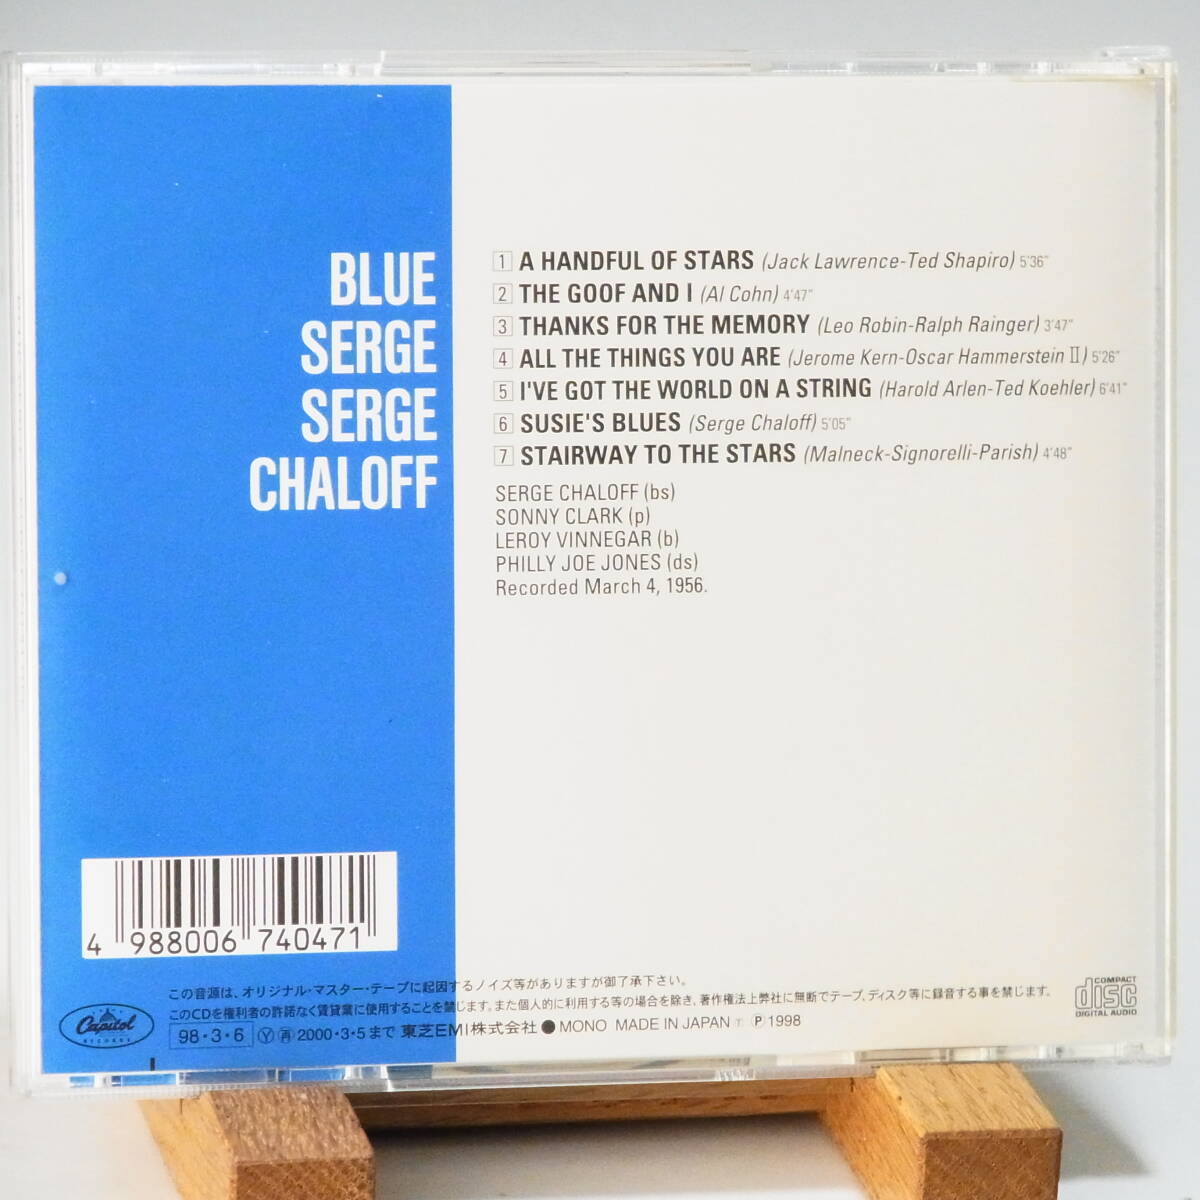 BLUE
SERGE
SERGE
CHALOFF
1 A HANDFUL OF STARS (Jack Lawrence-Ted Shapiro) 5'36"
2 THE GOOF AND I (Al Cohn) 4'47"
3 THANKS FOR THE MEMORY (Leo Robin-Ralph Rainger) 3'47"
4 ALL THE THINGS YOU ARE (Jerome Kern-Oscar Hammerstein II) 5'26"
5 I'VE GOT THE WORLD ON A STRING (Harold Arlen-Ted Koehler) 6'41"
6 SUSIE'S BLUES (Serge Chaloff) 5'05"
7 STAIRWAY TO THE STARS (Malneck-Signorelli-Parish) 4'48"
SERGE CHALOFF (bs)
SONNY CLARK (p)
LEROY VINNEGAR (b)
PHILLY JOE JONES (ds)
Recorded March 4, 1956.
4 988006 740471
この音源は、オリジナル・マスター・テープに起因するノイズ等がありますが御了承下さい。
このCDを権利者の許諾なく賃貸業に使用することを禁じます。また個人的に利用する等の場合を除き、著作権法上弊社に無断でテープ、ディスク等に録音する事を禁じます。
98・3・6 Ⓨ㊢ 2000・3・5まで 東芝EMI株式会社 ● MONO MADE IN JAPAN Ⓣ Ⓟ 1998
Capitol
RECORDS
COMPACT
disc
DIGITAL AUDIO